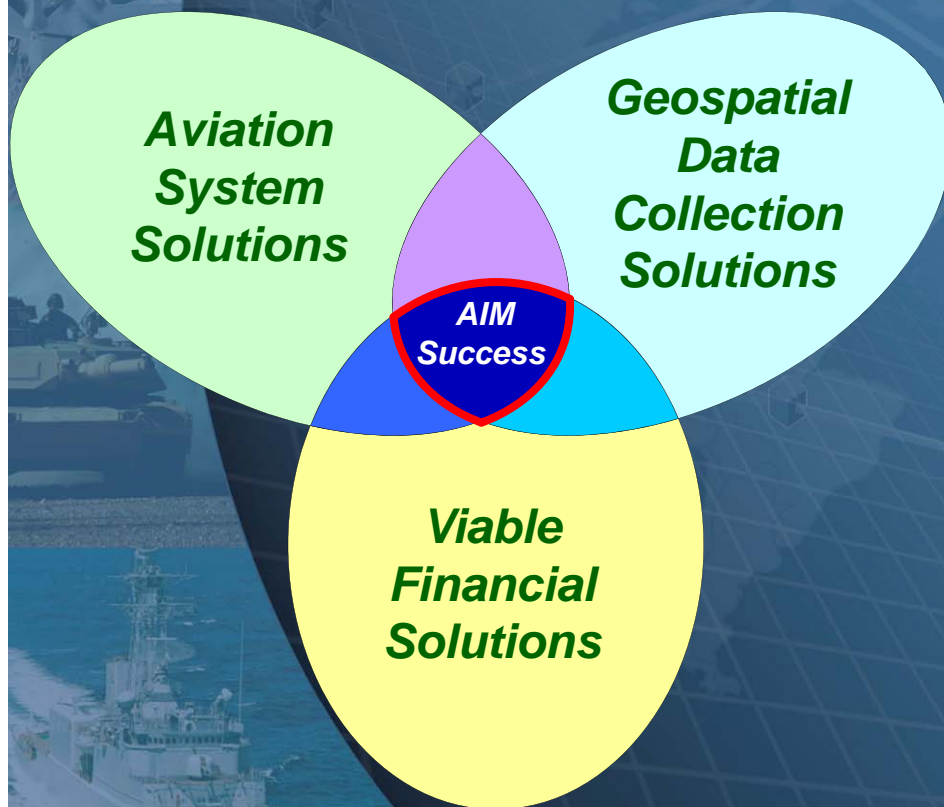 Aviation
System
Solutions
Geospatial
Data
Collection
Solutions
AIM
Success
Viable
Financial
Solutions